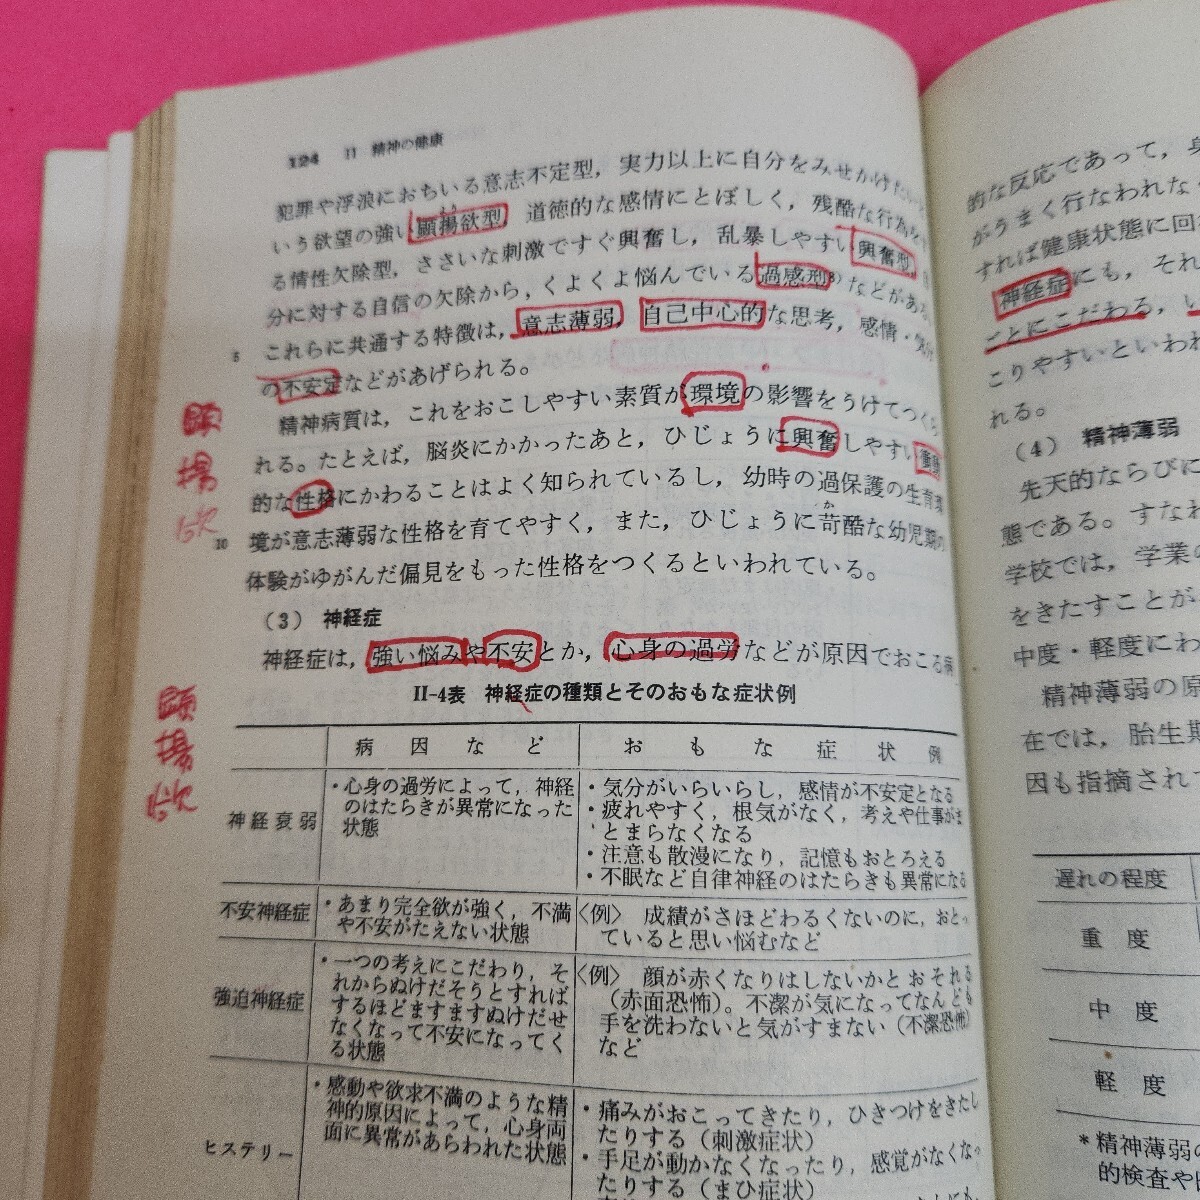 124 II 精神の健康
犯罪や浮浪におちいる意志不定型，実力以上に自分をみせかけたい
いう欲望の強い顕揚欲型 道徳的な感情にとぼしく，残酷な行為を
る情性欠除型，ささいな刺激ですぐ興奮し，乱暴しやすい興奮型，
分に対する自信の欠除から，くよくよ悩んでいる過感型などがある。
5 これらに共通する特徴は，意志薄弱，自己中心的な思考，感情・気分
の不安定などがあげられる。
精神病質は，これをおこしやすい素質が環境の影響をうけてつくら
れる。たとえば，脳炎にかかったあと，ひじょうに興奮しやすい衝動
的な性格にかわることはよく知られているし，幼時の過保護の生育環
10 境が意志薄弱な性格を育てやすく，また，ひじょうに苛酷な幼児期の
か
体験がゆがんだ偏見をもった性格をつくるといわれている。
(3) 神経症
神経症は，強い悩みや不安とか，心身の過労などが原因でおこる病
II-4表 神経症の種類とそのおもな症状例
病因など おもな症状例
神経衰弱
・心身の過労によって，神経
のはたらきが異常になった
状態
・気分がいらいらし，感情が不安定となる
・疲れやすく，根気がなく，考えや仕事がま
とまらなくなる
・注意も散漫になり，記憶もおとろえる
・不眠など自律神経のはたらきも異常になる
不安神経症
・あまり完全欲が強く，不満
や不安がたえない状態
〈例〉 成績がさほどわるくないのに，おとっ
ていると思い悩むなど
強迫神経症
・一つの考えにこだわり，そ
れからぬけだそうとすれば
するほどますますぬけだせ
なくなって不安になってく
る状態
〈例〉 顔が赤くなりはしないかとおそれる
（赤面恐怖）。不潔が気になってなんども
手を洗わないと気がすまない（不潔恐怖）
など
ヒステリー
・感動や欲求不満のような精
神的原因によって，心身両
面に異常があらわれた状態
・痛みがおこってきたり，ひきつけをきたし
たりする（刺激症状）
・手足が動かなくなったり，感覚がなくなっ
たりする（まひ症状）
顕
揚
欲
顕
揚
欲
的な反応であって，身
がうまく行なわれな
すれば健康状態に回
神経症にも，それ
ごとにこだわる，
こりやすいといわれ
れる。
(4) 精神薄弱
先天的ならびに
態である。すなわ
学校では，学業の
をきたすことが
中度・軽度にわ
精神薄弱の原
在では，胎生期
因も指摘され
遅れの程度
重度
中度
軽度
*精神薄弱の
的検査や